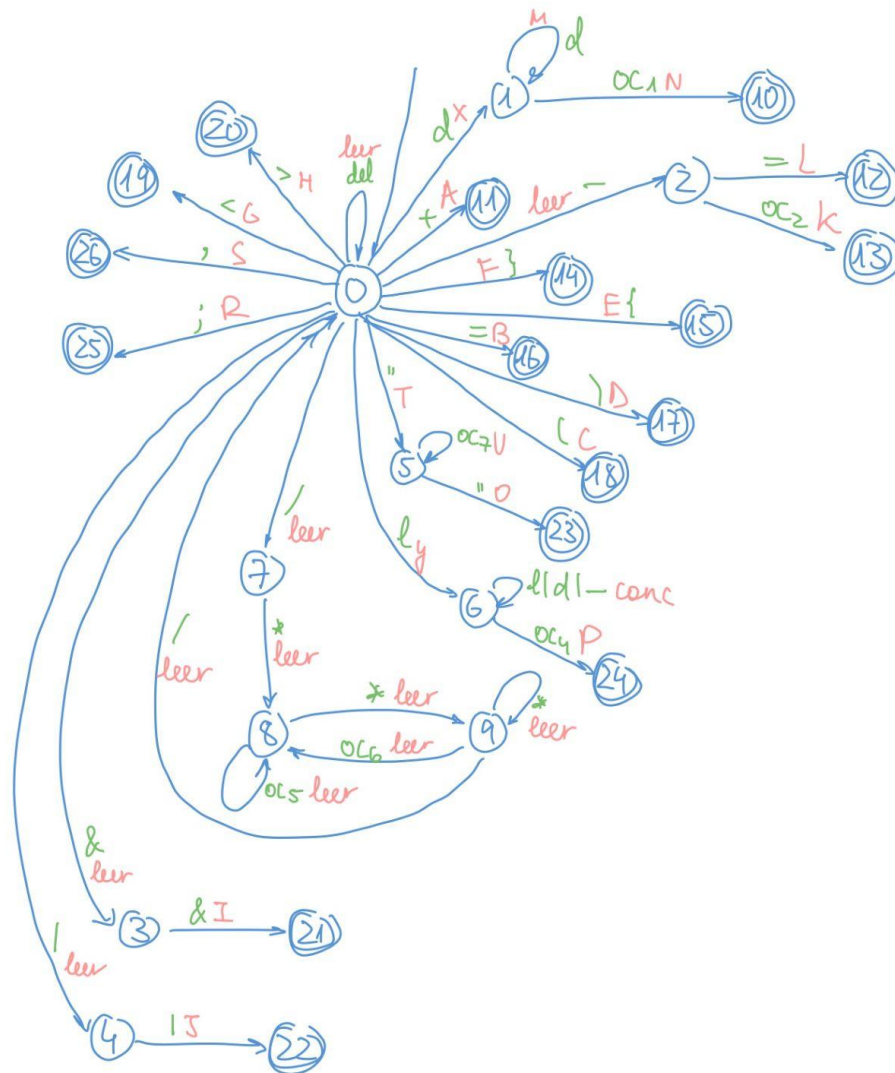 M
d
1
OC1 N
10
d X
20
> H
leer
del
19
< G
+ A
11
leer -
2
= L
12
OC2 K
13
26
, S
0
F }
14
25
; R
E {
15
= B
16
" T
) D
17
( C
18
5
OC7 U
" O
23
/
leer
7
l y
6
l|d|_ conc
OC4 P
24
*
leer
/
leer
8
* leer
9
*
leer
OC6 leer
OC5 leer
&
leer
3
& I
21
|
leer
4
| J
22